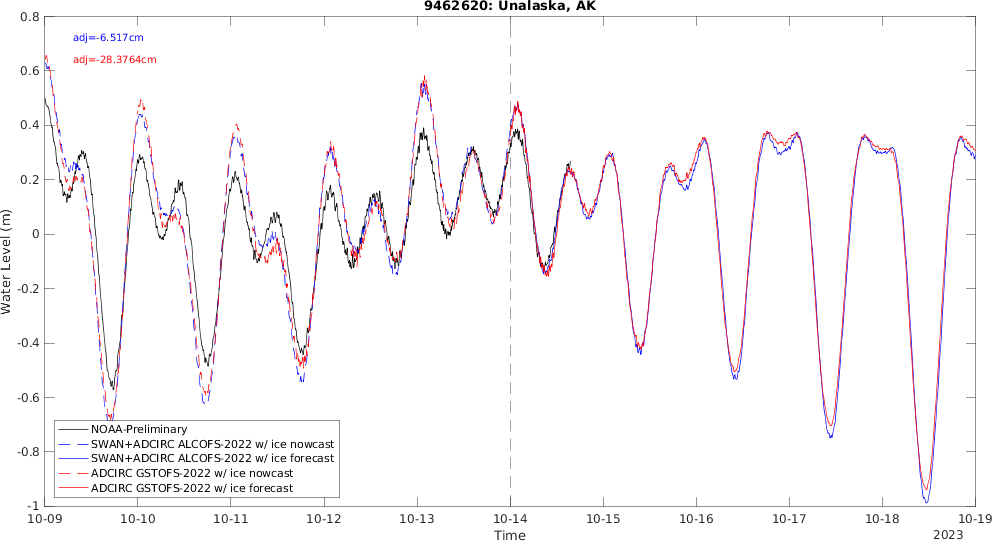 9462620: Unalaska, AK
adj=-6.517cm
adj=-28.3764cm
Water Level (m)
0.8
0.6
0.4
0.2
0
-0.2
-0.4
-0.6
-0.8
-1
NOAA-Preliminary
SWAN+ADCIRC ALCOFS-2022 w/ ice nowcast
SWAN+ADCIRC ALCOFS-2022 w/ ice forecast
ADCIRC GSTOFS-2022 w/ ice nowcast
ADCIRC GSTOFS-2022 w/ ice forecast
10-09 10-10 10-11 10-12 10-13 10-14 10-15 10-16 10-17 10-18 10-19
Time
2023